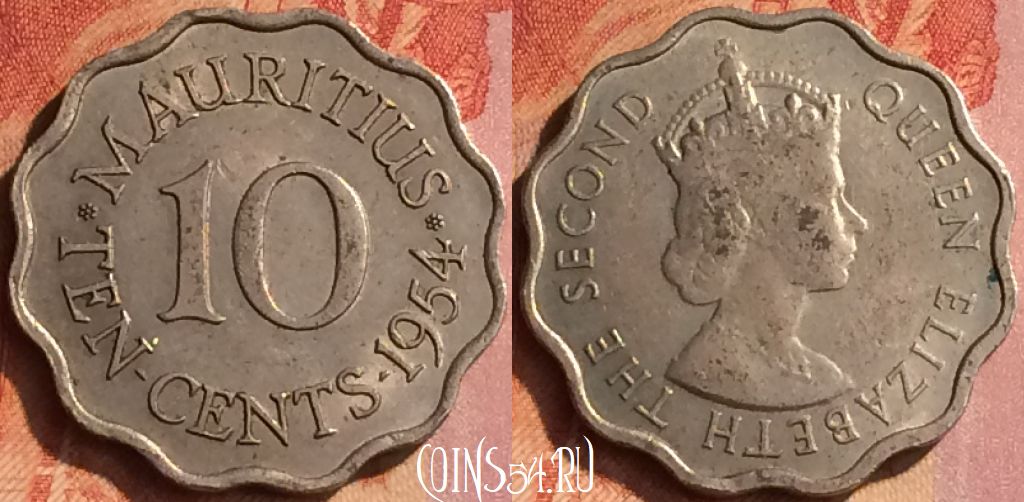 MAURITIUS
10
TEN-CENTS-1954
QUEEN ELIZABETH THE SECOND
COINS54.RU